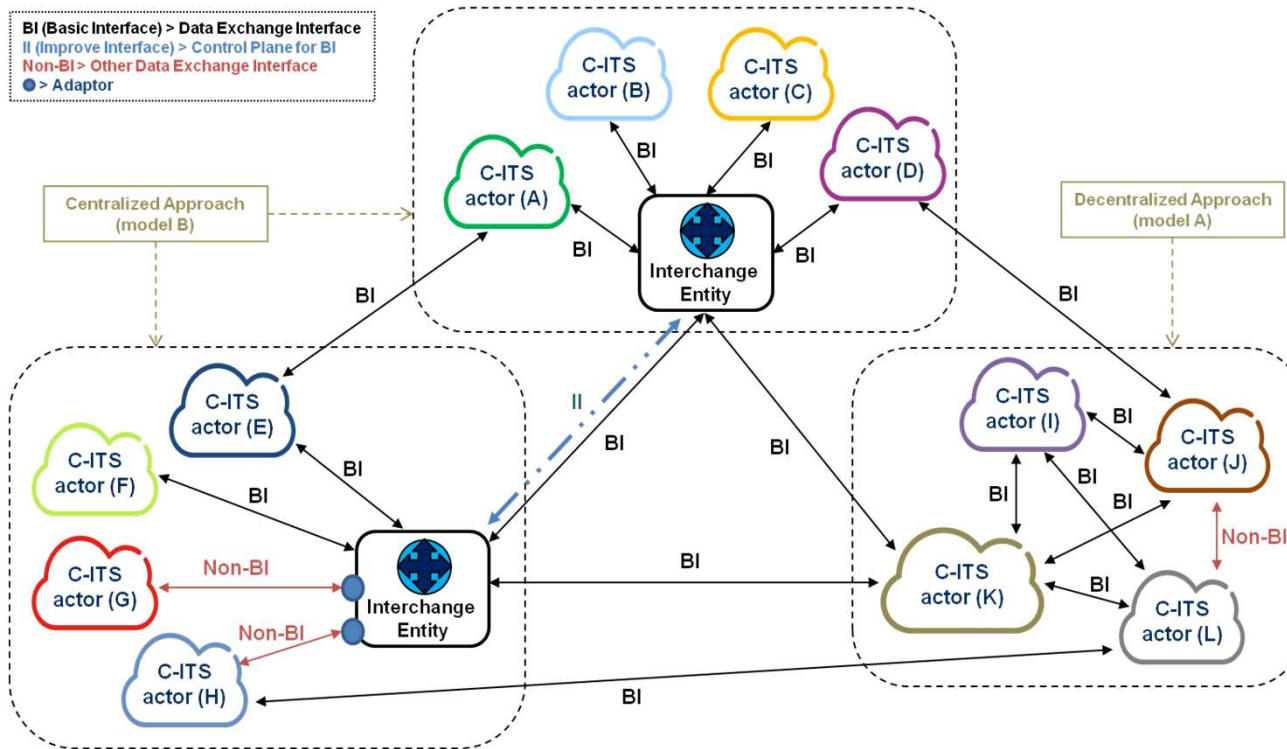 BI (Basic Interface) > Data Exchange Interface
II (Improve Interface) > Control Plane for BI
Non-BI > Other Data Exchange Interface
> Adaptor
C-ITS
actor (B)
C-ITS
actor (C)
C-ITS
actor (A)
C-ITS
actor (D)
BI
BI
BI
BI
Interchange
Entity
Centralized Approach
(model B)
Decentralized Approach
(model A)
BI
BI
II
BI
BI
C-ITS
actor (E)
C-ITS
actor (F)
BI
BI
C-ITS
actor (G)
Non-BI
Interchange
Entity
Non-BI
C-ITS
actor (H)
BI
BI
C-ITS
actor (I)
BI
C-ITS
actor (J)
BI
BI
BI
Non-BI
C-ITS
actor (K)
BI
C-ITS
actor (L)